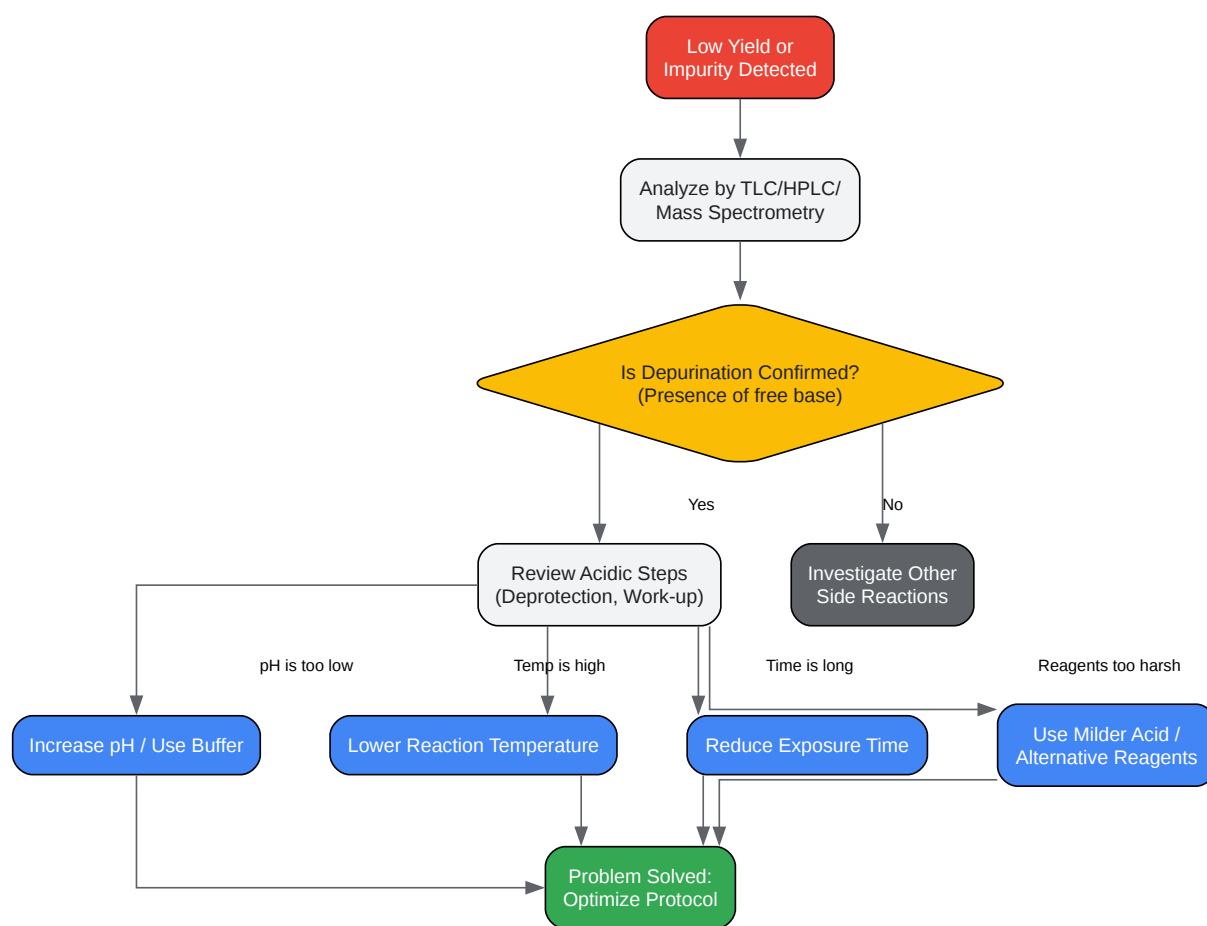 Low Yield or
Impurity Detected
Analyze by TLC/HPLC/
Mass Spectrometry
Is Depurination Confirmed?
(Presence of free base)
Yes
No
Review Acidic Steps
(Deprotection, Work-up)
Investigate Other
Side Reactions
pH is too low
Temp is high
Time is long
Reagents too harsh
Increase pH / Use Buffer
Lower Reaction Temperature
Reduce Exposure Time
Use Milder Acid /
Alternative Reagents
Problem Solved:
Optimize Protocol